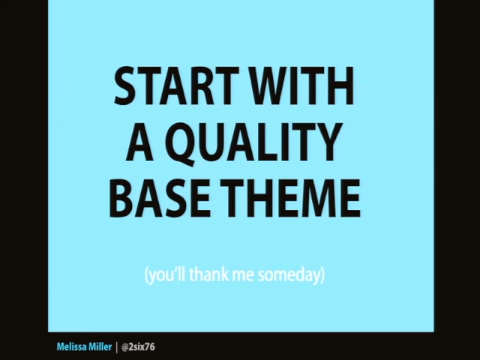 START WITH
A QUALITY
BASE THEME
(you'll thank me someday)
Melissa Miller | @2six76